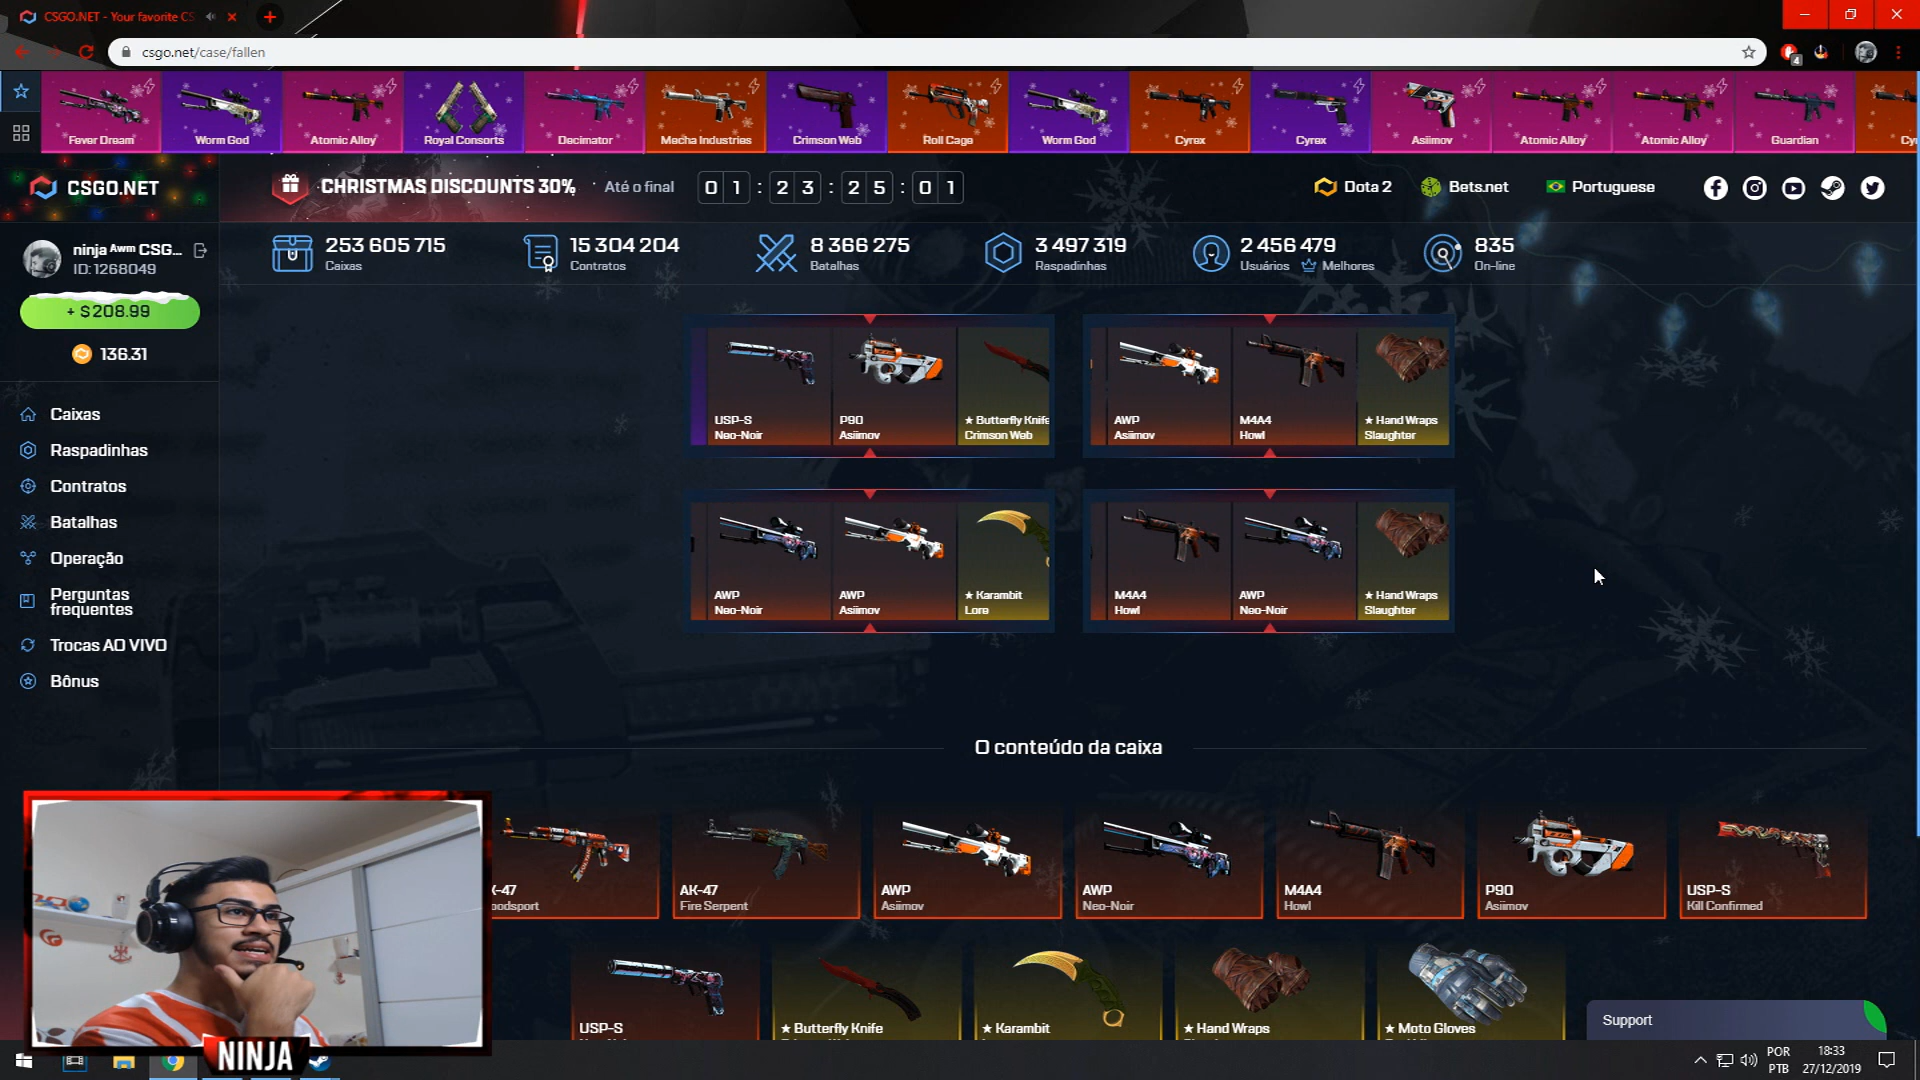 CSGO.NET - Your favorite CS
csgo.net/case/fallen
4
Fever Dream
Worm God
Atomic Alloy
Royal Consorts
Decimator
Mecha Industries
Crimson Web
Roll Cage
Worm God
Cyrex
Cyrex
Asiimov
Atomic Alloy
Atomic Alloy
Guardian
Cy
CSGO.NET
CHRISTMAS DISCOUNTS 30%
Até o final
01:23:25:01
Dota 2
Bets.net
Portuguese
ninja Awm CSG...
ID:1268049
+ $208.99
136.31
253 605 715
Caixas
15 304 204
Contratos
8 366 275
Batalhas
3 497 319
Raspadinhas
2 456 479
Usuários
Melhores
835
On-line
Caixas
Raspadinhas
Contratos
Batalhas
Operação
Perguntas
frequentes
Trocas AO VIVO
Bônus
USP-S
Neo-Noir
P90
Asiimov
★ Butterfly Knife
Crimson Web
AWP
Asiimov
M4A4
Howl
★ Hand Wraps
Slaughter
AWP
Neo-Noir
AWP
Asiimov
★ Karambit
Lore
M4A4
Howl
AWP
Neo-Noir
★ Hand Wraps
Slaughter
O conteúdo da caixa
K-47
oodsport
AK-47
Fire Serpent
AWP
Asiimov
AWP
Neo-Noir
M4A4
Howl
P90
Asiimov
USP-S
Kill Confirmed
USP-S
★ Butterfly Knife
★ Karambit
★ Hand Wraps
★ Moto Gloves
Support
NINJA
POR
PTB
18:33
27/12/2019